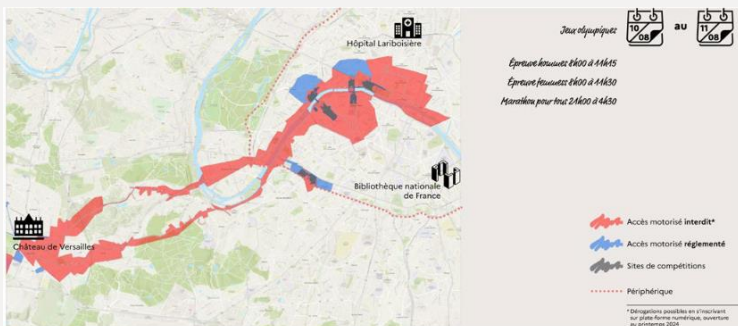 Hôpital Lariboisière
Bibliothèque nationale
de France
Château de Versailles
Jeux olympiques
10
08
au
11
08
Épreuve hommes 8h00 à 11h15
Épreuve femmes 8h00 à 11h30
Marathon pour tous 21h00 à 4h30
Accès motorisé interdit*
Accès motorisé réglementé
Sites de compétitions
Périphérique
* Dérogations possibles en s'inscrivant
sur plate-forme numérique, ouverture
au printemps 2024